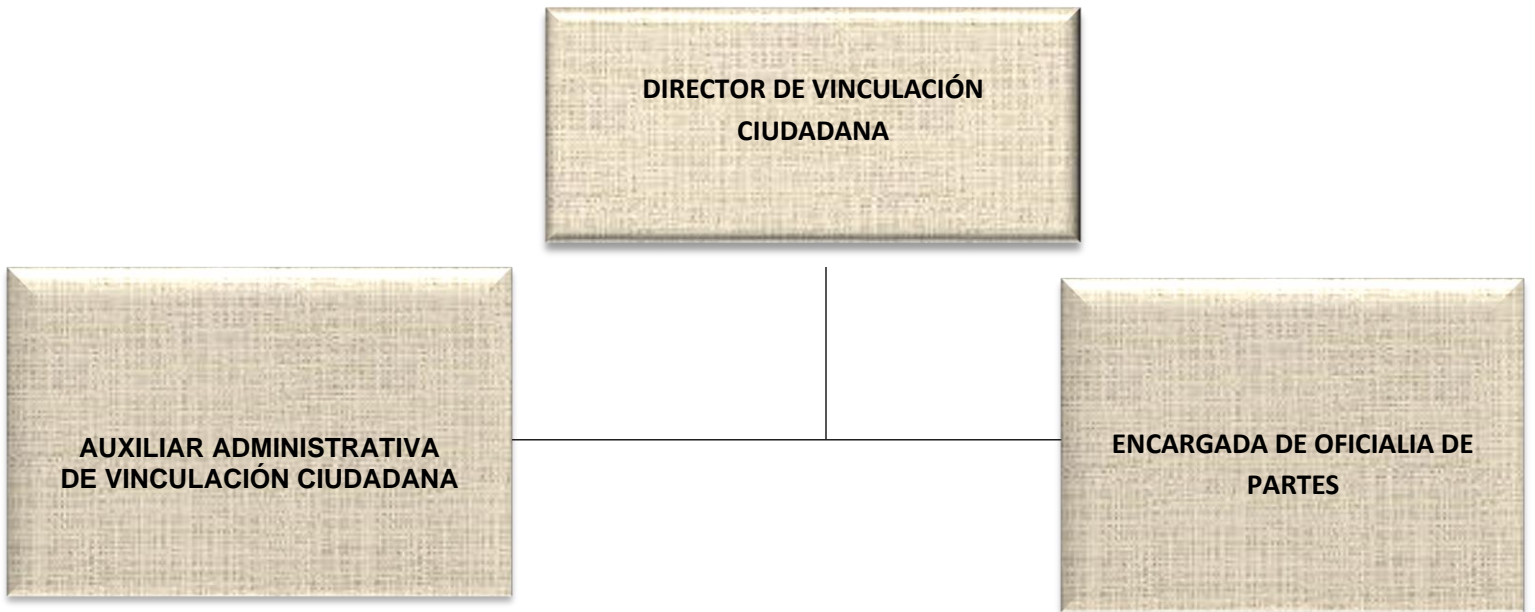 DIRECTOR DE VINCULACIÓN
CIUDADANA
AUXILIAR ADMINISTRATIVA
DE VINCULACIÓN CIUDADANA
ENCARGADA DE OFICIALIA DE
PARTES